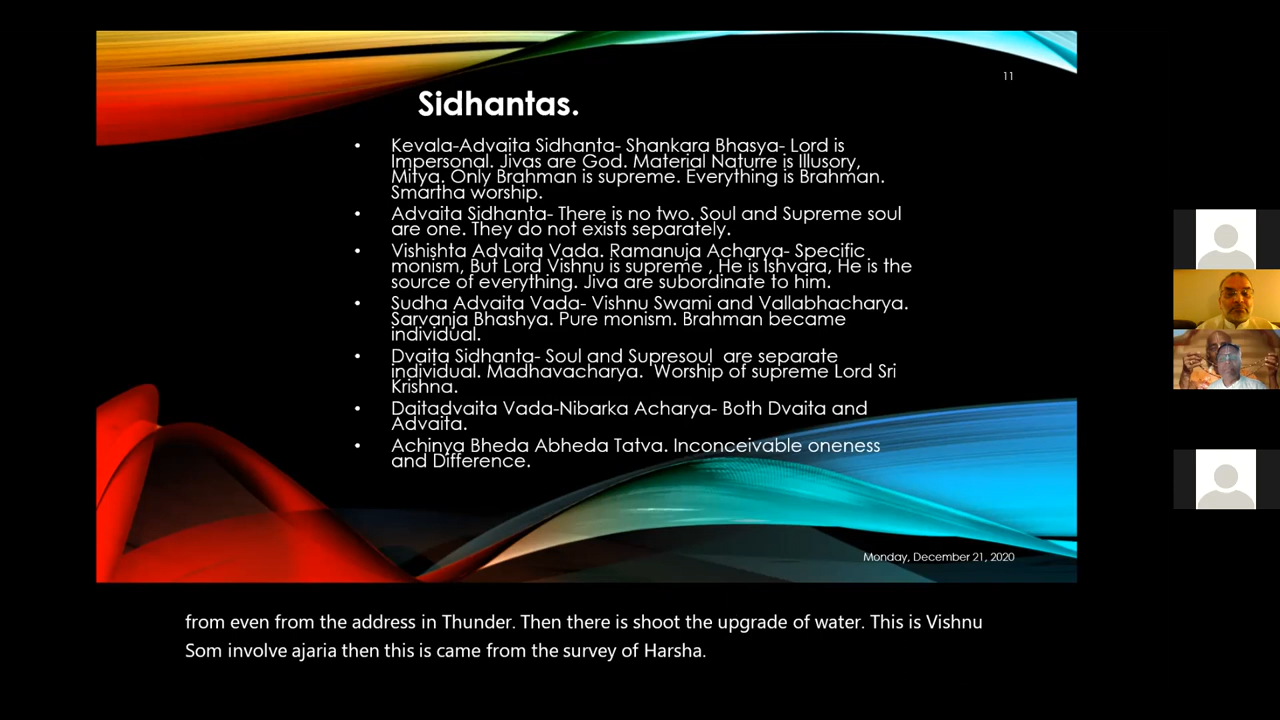 11
Sidhantas.
• Kevala-Advaita Sidhanta- Shankara Bhasya- Lord is
Impersonal. Jivas are God. Material Naturre is Illusory,
Mitya. Only Brahman is supreme. Everything is Brahman.
Smartha worship.
• Advaita Sidhanta- There is no two. Soul and Supreme soul
are one. They do not exists separately.
• Vishishta Advaita Vada. Ramanuja Acharya- Specific
monism, But Lord Vishnu is supreme , He is Ishvara, He is the
source of everything. Jiva are subordinate to him.
• Sudha Advaita Vada- Vishnu Swami and Vallabhacharya.
Sarvanja Bhashya. Pure monism. Brahman became
individual.
• Dvaita Sidhanta- Soul and Supresoul are separate
individual. Madhavacharya. 'Worship of supreme Lord Sri
Krishna.
• Daitadvaita Vada-Nibarka Acharya- Both Dvaita and
Advaita.
• Achinya Bheda Abheda Tatva. Inconceivable oneness
and Difference.
Monday, December 21, 2020
from even from the address in Thunder. Then there is shoot the upgrade of water. This is Vishnu
Som involve ajaria then this is came from the survey of Harsha.